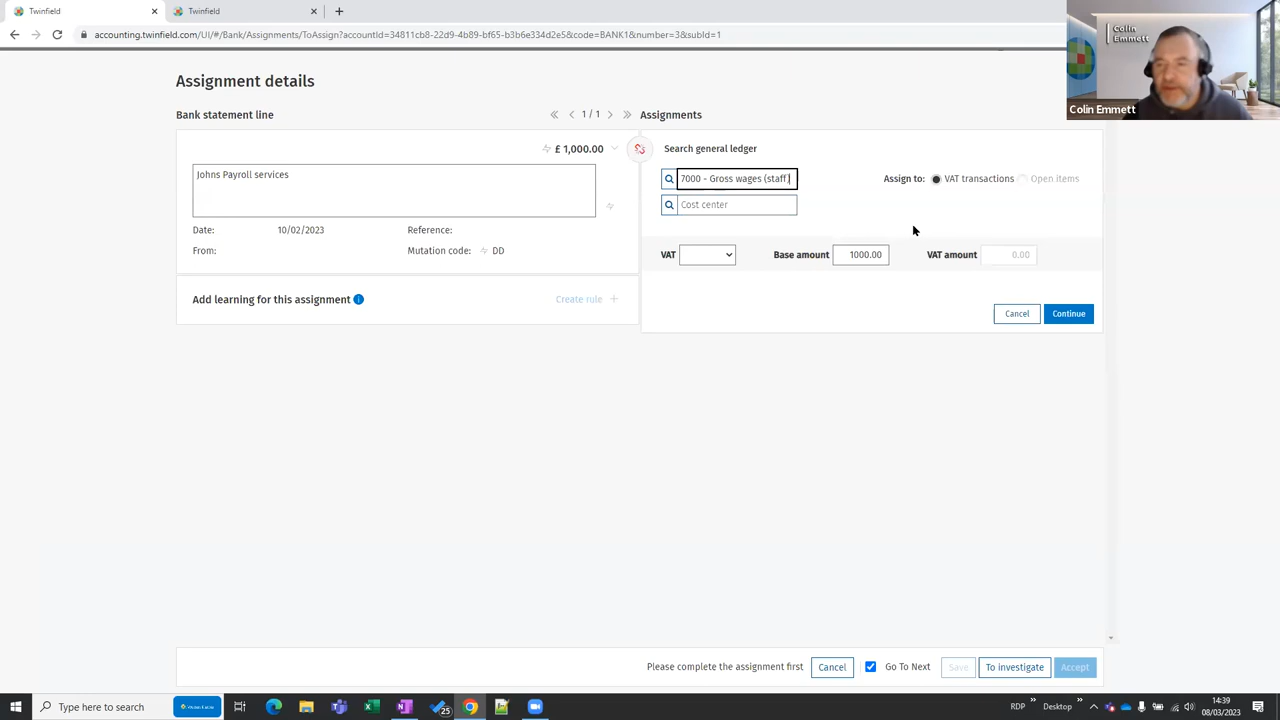 Twinfield
Twinfield
accounting.twinfield.com/UI/#/Bank/Assignments/ToAssign?accountId=34811cf1-22d9-4b89-bf65-b3b6e334d2e5&code=BANK1&number=3&subId=1
Colin
Emmett
Colin Emmett
Assignment details
Bank statement line
1 / 1
Assignments
£ 1,000.00
Search general ledger
Johns Payroll services
7000 - Gross wages (staff)
Assign to:
VAT transactions
Open items
Cost center
Date:
10/02/2023
Reference:
From:
Mutation code:
DD
VAT
Base amount
1000.00
VAT amount
0.00
Add learning for this assignment
Create rule
Cancel
Continue
Please complete the assignment first
Cancel
Go To Next
Save
To investigate
Accept
Type here to search
25
RDP
Desktop
14:39
08/03/2023